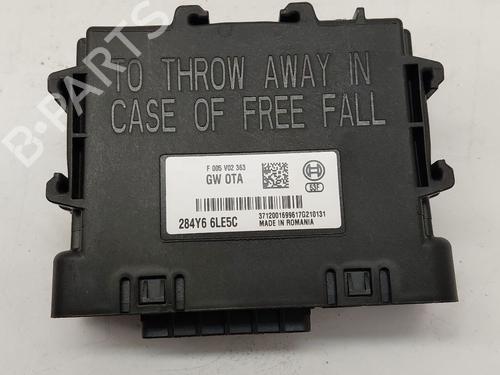 TO THROW AWAY IN
CASE OF FREE FALL
F 005 V02 363
GW OTA
S3F
284Y6 6LE5C
3712001699617G210131
MADE IN ROMANIA
B-PARTS